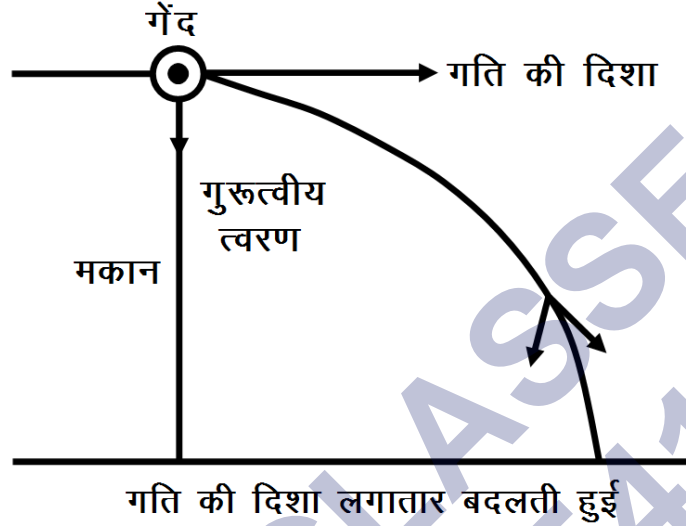 गेंद
गति की दिशा
गुरूत्वीय
त्वरण
मकान
गति की दिशा लगातार बदलती हुई